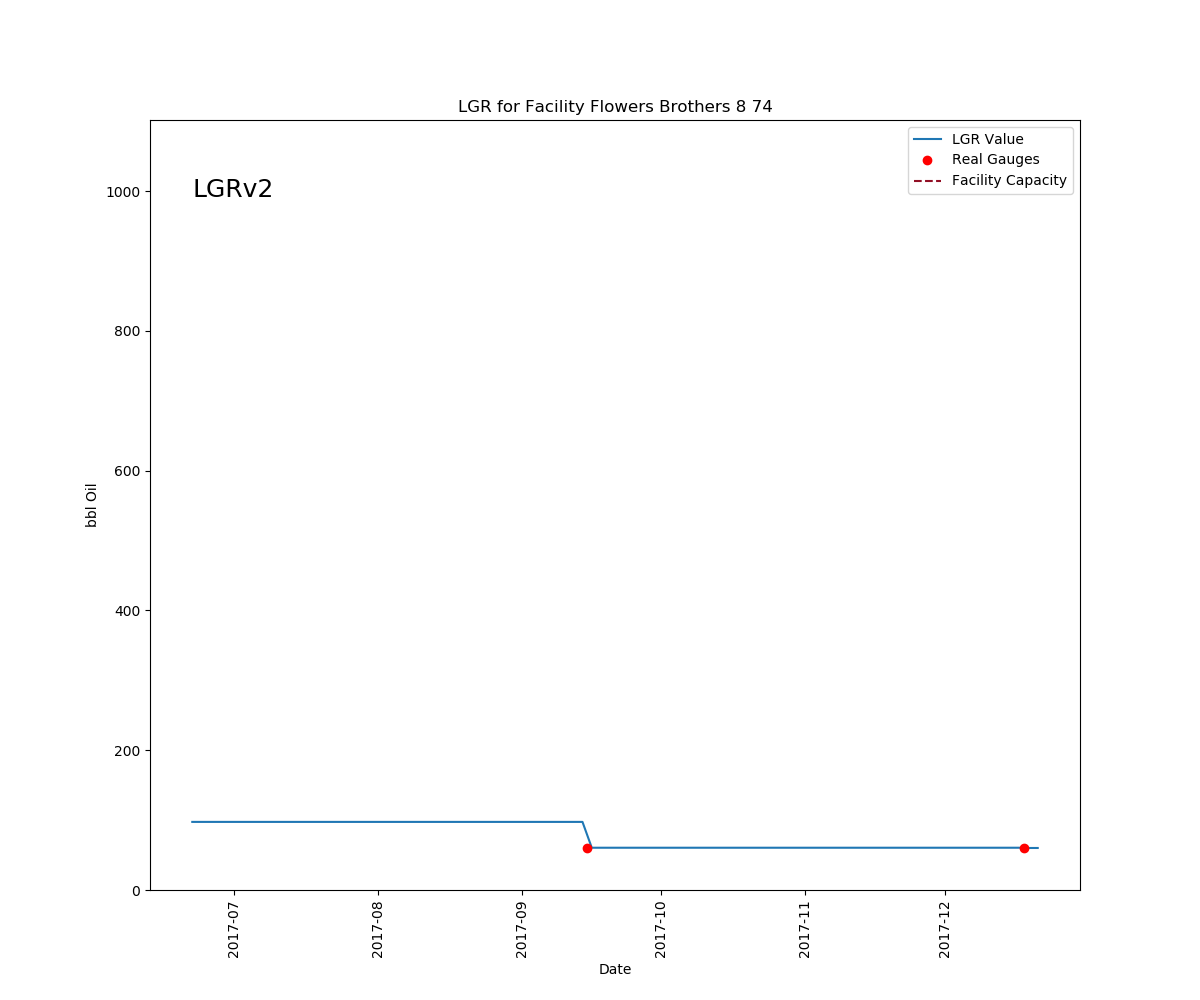 LGR for Facility Flowers Brothers 8 74
LGR Value
Real Gauges
Facility Capacity
LGRv2
1000
800
600
400
200
0
bbl Oil
2017-07
2017-08
2017-09
2017-10
2017-11
2017-12
Date